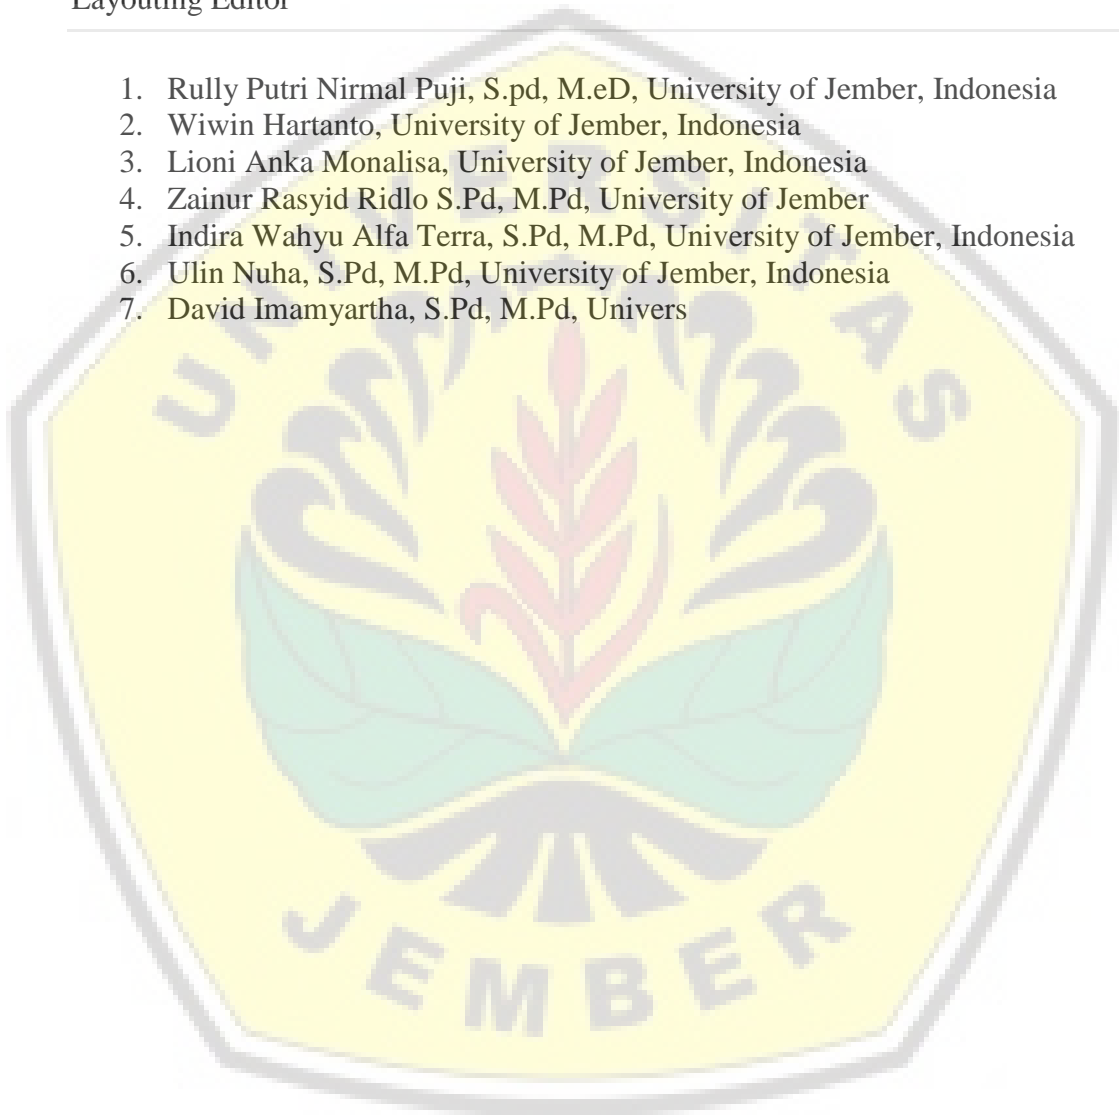 Layouting Editor
1. Rully Putri Nirmal Puji, S.pd, M.eD, University of Jember, Indonesia
2. Wiwin Hartanto, University of Jember, Indonesia
3. Lioni Anka Monalisa, University of Jember, Indonesia
4. Zainur Rasyid Ridlo S.Pd, M.Pd, University of Jember
5. Indira Wahyu Alfa Terra, S.Pd, M.Pd, University of Jember, Indonesia
6. Ulin Nuha, S.Pd, M.Pd, University of Jember, Indonesia
7. David Imamyartha, S.Pd, M.Pd, Univers
UNIVERSITAS
JEMBER